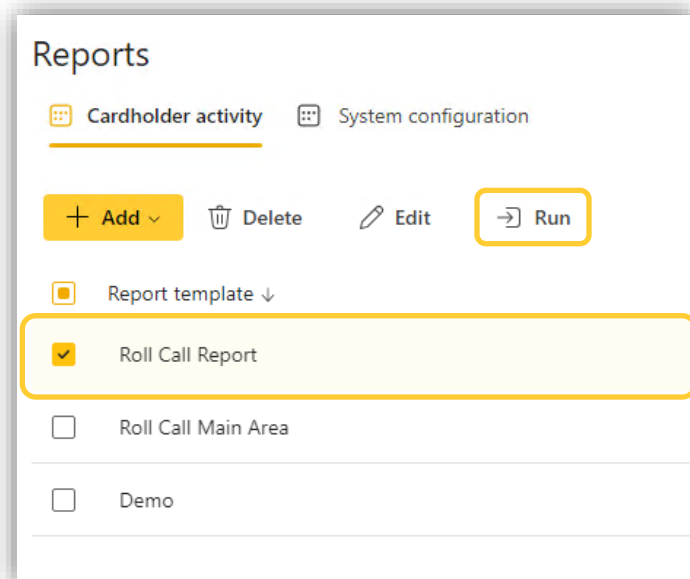 Reports
Cardholder activity System configuration
Add Delete Edit Run
Report template
Roll Call Report
Roll Call Main Area
Demo